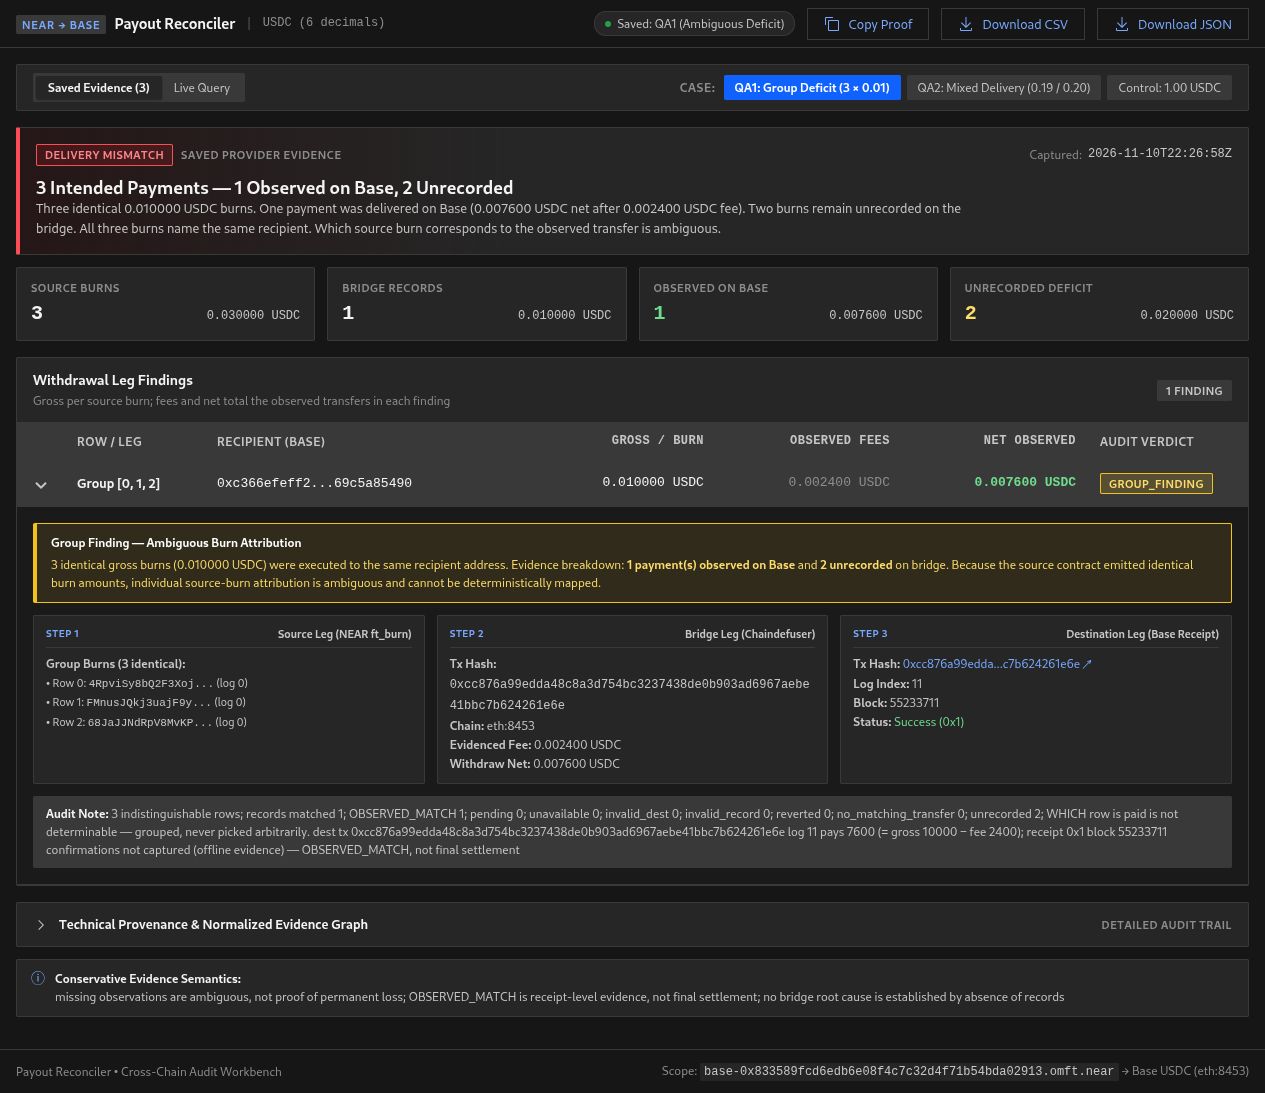 NEAR → BASE Payout Reconciler | USDC (6 decimals)
Saved: QA1 (Ambiguous Deficit) Copy Proof Download CSV Download JSON
Saved Evidence (3) Live Query
CASE: QA1: Group Deficit (3 × 0.01) QA2: Mixed Delivery (0.19 / 0.20) Control: 1.00 USDC
DELIVERY MISMATCH SAVED PROVIDER EVIDENCE
Captured: 2026-11-10T22:26:58Z
3 Intended Payments — 1 Observed on Base, 2 Unrecorded
Three identical 0.010000 USDC burns. One payment was delivered on Base (0.007600 USDC net after 0.002400 USDC fee). Two burns remain unrecorded on the
bridge. All three burns name the same recipient. Which source burn corresponds to the observed transfer is ambiguous.
SOURCE BURNS
3 0.030000 USDC
BRIDGE RECORDS
1 0.010000 USDC
OBSERVED ON BASE
1 0.007600 USDC
UNRECORDED DEFICIT
2 0.020000 USDC
Withdrawal Leg Findings
Gross per source burn; fees and net total the observed transfers in each finding
1 FINDING
ROW / LEG RECIPIENT (BASE) GROSS / BURN OBSERVED FEES NET OBSERVED AUDIT VERDICT
Group [0, 1, 2] 0xc366efeff2...69c5a85490 0.010000 USDC 0.002400 USDC 0.007600 USDC GROUP_FINDING
Group Finding — Ambiguous Burn Attribution
3 identical gross burns (0.010000 USDC) were executed to the same recipient address. Evidence breakdown: 1 payment(s) observed on Base and 2 unrecorded on bridge. Because the source contract emitted identical
burn amounts, individual source-burn attribution is ambiguous and cannot be deterministically mapped.
STEP 1 Source Leg (NEAR ft_burn)
Group Burns (3 identical):
• Row 0: 4RpviSy8bQ2F3Xoj... (log 0)
• Row 1: FMnusJQkj3uajF9y... (log 0)
• Row 2: 68JaJJNdRpV8MvKP... (log 0)
STEP 2 Bridge Leg (Chaindefuser)
Tx Hash:
0xcc876a99edda48c8a3d754bc3237438de0b903ad6967aebe
41bbc7b624261e6e
Chain: eth:8453
Evidenced Fee: 0.002400 USDC
Withdraw Net: 0.007600 USDC
STEP 3 Destination Leg (Base Receipt)
Tx Hash: 0xcc876a99edda...c7b624261e6e ↗
Log Index: 11
Block: 55233711
Status: Success (0x1)
Audit Note: 3 indistinguishable rows; records matched 1; OBSERVED_MATCH 1; pending 0; unavailable 0; invalid_dest 0; invalid_record 0; reverted 0; no_matching_transfer 0; unrecorded 2; WHICH row is paid is not
determinable — grouped, never picked arbitrarily. dest tx 0xcc876a99edda48c8a3d754bc3237438de0b903ad6967aebe41bbc7b624261e6e log 11 pays 7600 (= gross 10000 − fee 2400); receipt 0x1 block 55233711
confirmations not captured (offline evidence) — OBSERVED_MATCH, not final settlement
Technical Provenance & Normalized Evidence Graph
DETAILED AUDIT TRAIL
Conservative Evidence Semantics:
missing observations are ambiguous, not proof of permanent loss; OBSERVED_MATCH is receipt-level evidence, not final settlement; no bridge root cause is established by absence of records
Payout Reconciler • Cross-Chain Audit Workbench
Scope: base-0x833589fcd6edb6e08f4c7c32d4f71b54bda02913.omft.near → Base USDC (eth:8453)